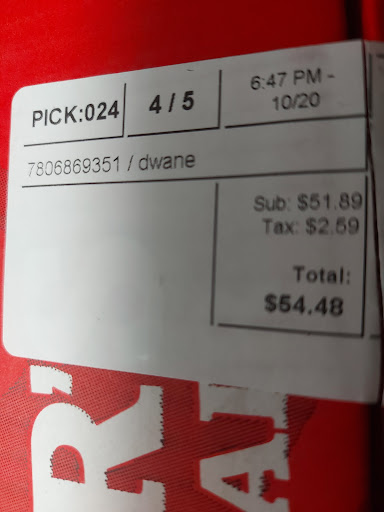 PICK:024
4 / 5
6:47 PM -
10/20
7806869351 / dwane
Sub: $51.89
Tax: $2.59
Total:
$54.48
R'